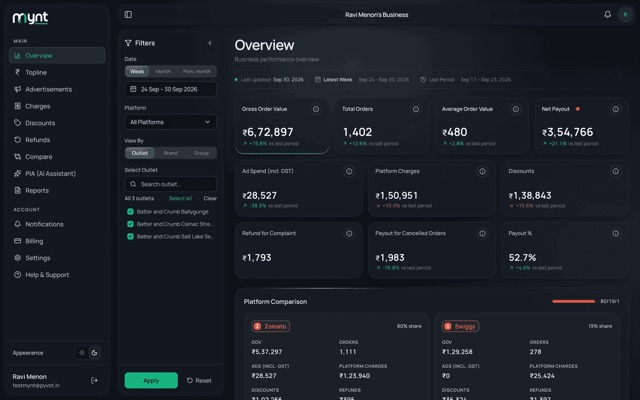 mynt
Ravi Menon's Business
R
MAIN
Overview
Topline
Advertisements
Charges
Discounts
Refunds
Compare
PIA (AI Assistant)
Reports
ACCOUNT
Notifications
Billing
Settings
Help & Support
Appearance
Ravi Menon
testmynt@pyvot.in
Filters
Date
Week Month Prev. month
24 Sep – 30 Sep 2026
Platform
All Platforms
View By
Outlet Brand Group
Select Outlet
Search outlet...
All 3 outlets Select all · Clear
Batter and Crumb Ballygunge
Batter and Crumb Camac Stre...
Batter and Crumb Salt Lake Se...
Apply Reset
Overview
Business performance overview
Last updated Sep 30, 2026 Latest Week Sep 24 - Sep 30, 2026 Last Period Sep 17 - Sep 23, 2026
Gross Order Value
₹6,72,897
+15.8% vs last period
Total Orders
1,402
+12.6% vs last period
Average Order Value
₹480
+2.8% vs last period
Net Payout
₹3,54,766
+21.1% vs last period
Ad Spend (incl. GST)
₹28,527
vs last period
Platform Charges
₹1,50,951
vs last period
Discounts
₹1,38,843
vs last period
Refund for Complaint
₹1,793
Payout for Cancelled Orders
₹1,983
vs last period
Payout %
52.7%
+4.6% vs last period
Platform Comparison
80/19/1
Zomato 80% share
GOV ORDERS
₹5,37,297 1,111
ADS (INCL. GST) PLATFORM CHARGES
₹28,527 ₹1,23,940
DISCOUNTS REFUNDS
Swiggy 19% share
GOV ORDERS
₹1,29,258 278
ADS (INCL. GST) PLATFORM CHARGES
₹0 ₹25,424
DISCOUNTS REFUNDS